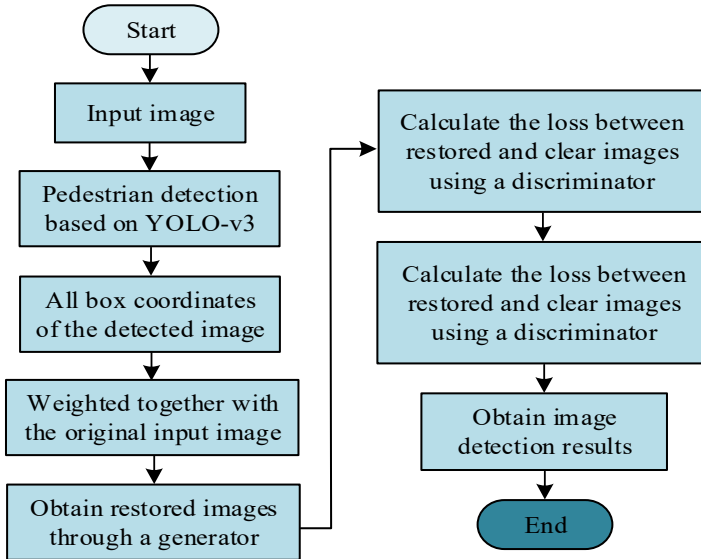 Start
Input image
Pedestrian detection
based on YOLO-v3
All box coordinates
of the detected image
Weighted together with
the original input image
Obtain restored images
through a generator
Calculate the loss between
restored and clear images
using a discriminator
Calculate the loss between
restored and clear images
using a discriminator
Obtain image
detection results
End